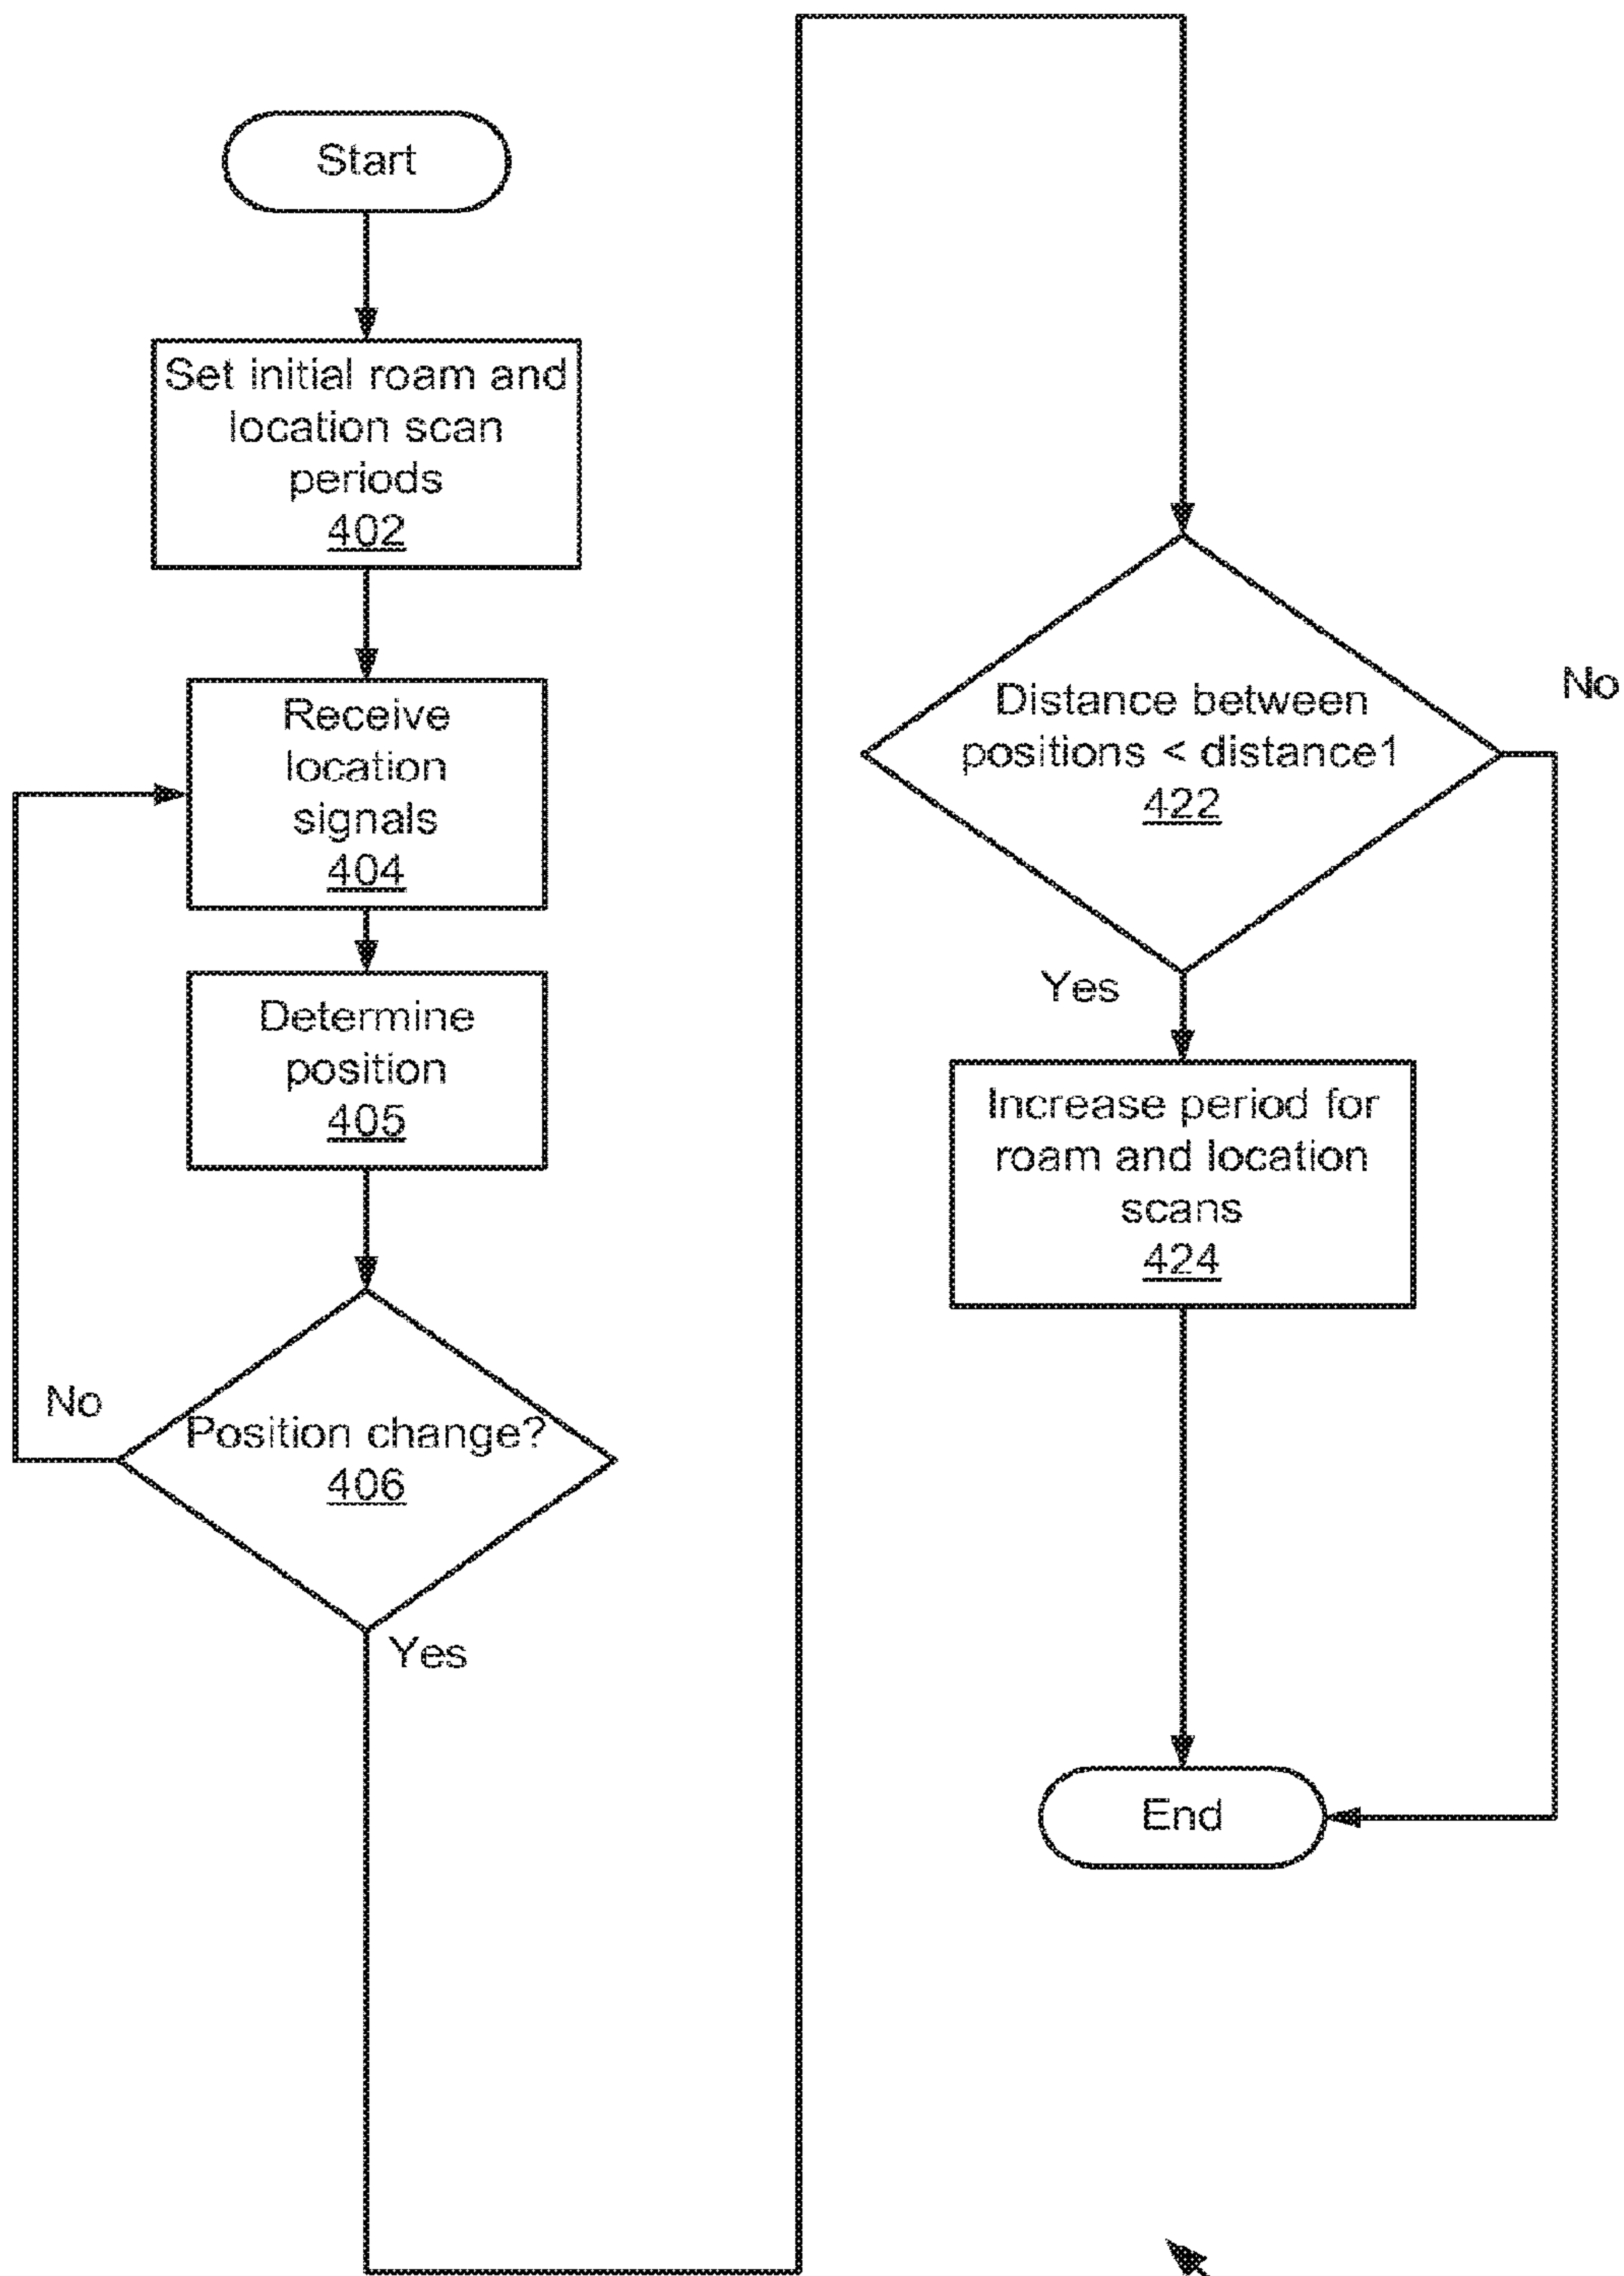 Start
Set initial roam and
location scan
periods
402
Receive
location
signals
404
Determine
position
405
No
Position change?
406
Yes
Distance between
positions < distance1
422
No
Yes
Increase period for
roam and location
scans
424
End